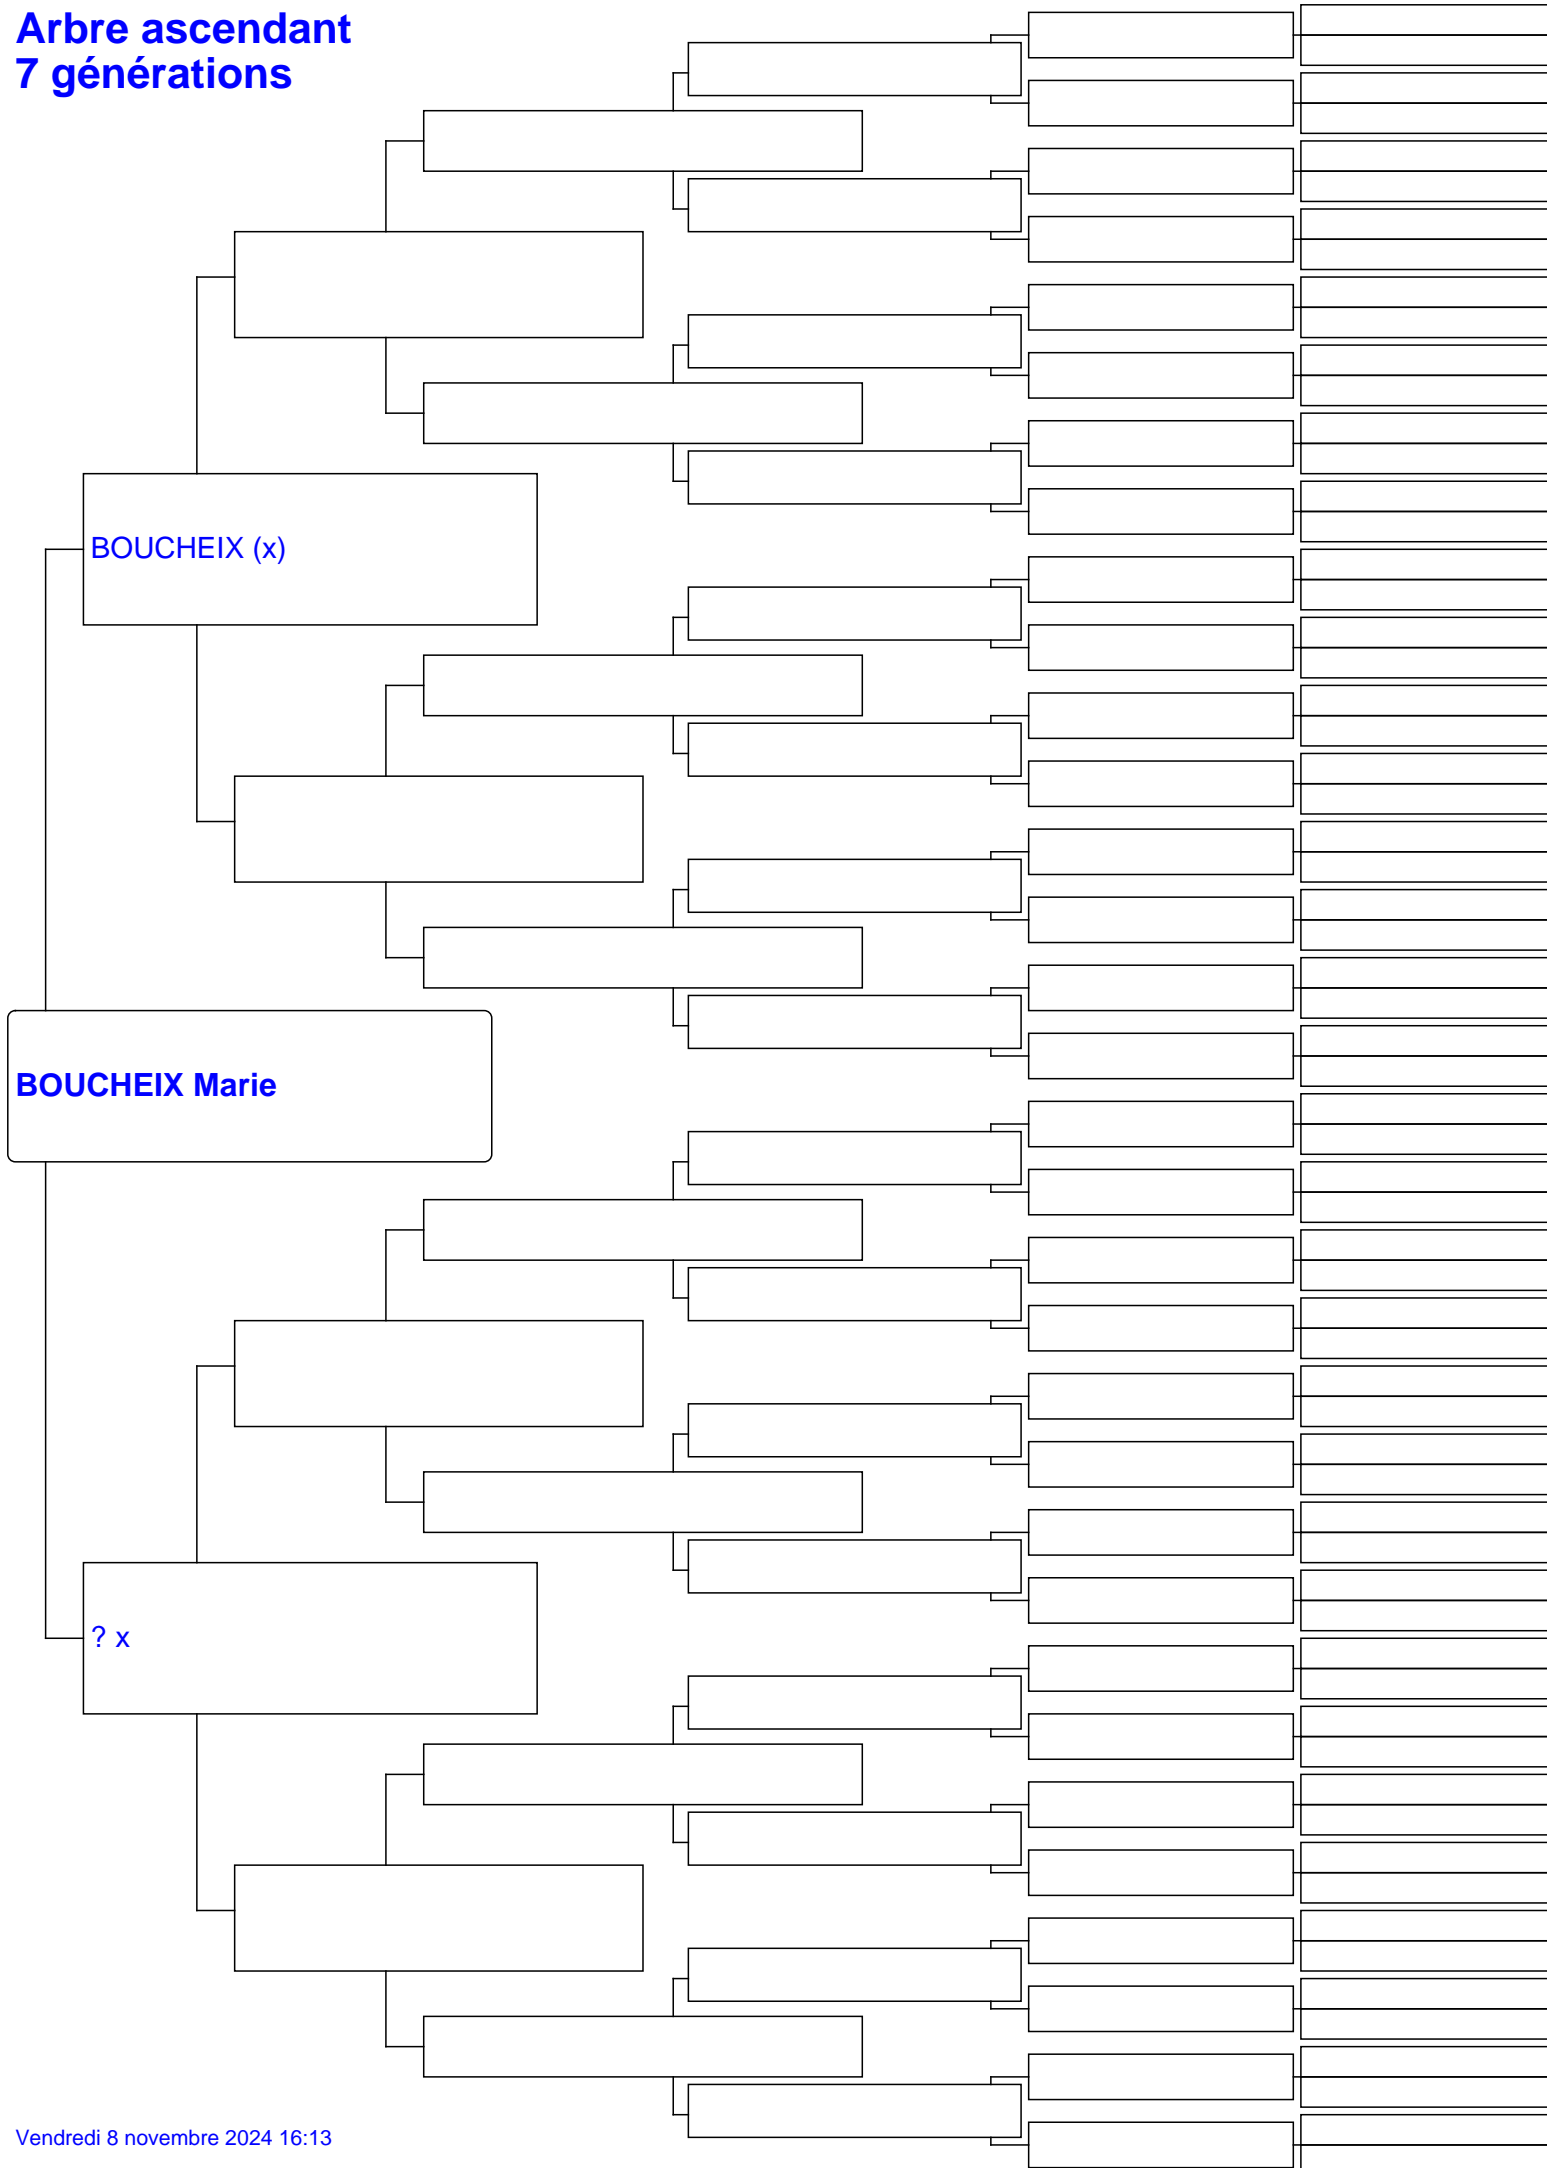 Arbre ascendant
7 générations
BOUCHEIX (x)
BOUCHEIX Marie
? x
Vendredi 8 novembre 2024 16:13